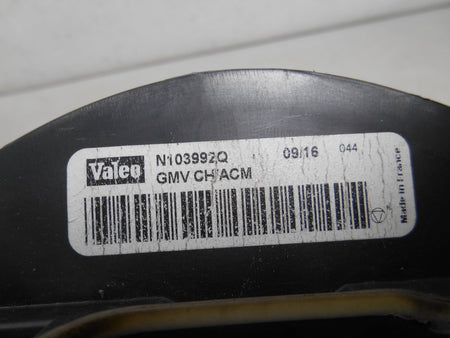 Valeo N103992Q 09/16 044
GMV CH/ACM
Made in France